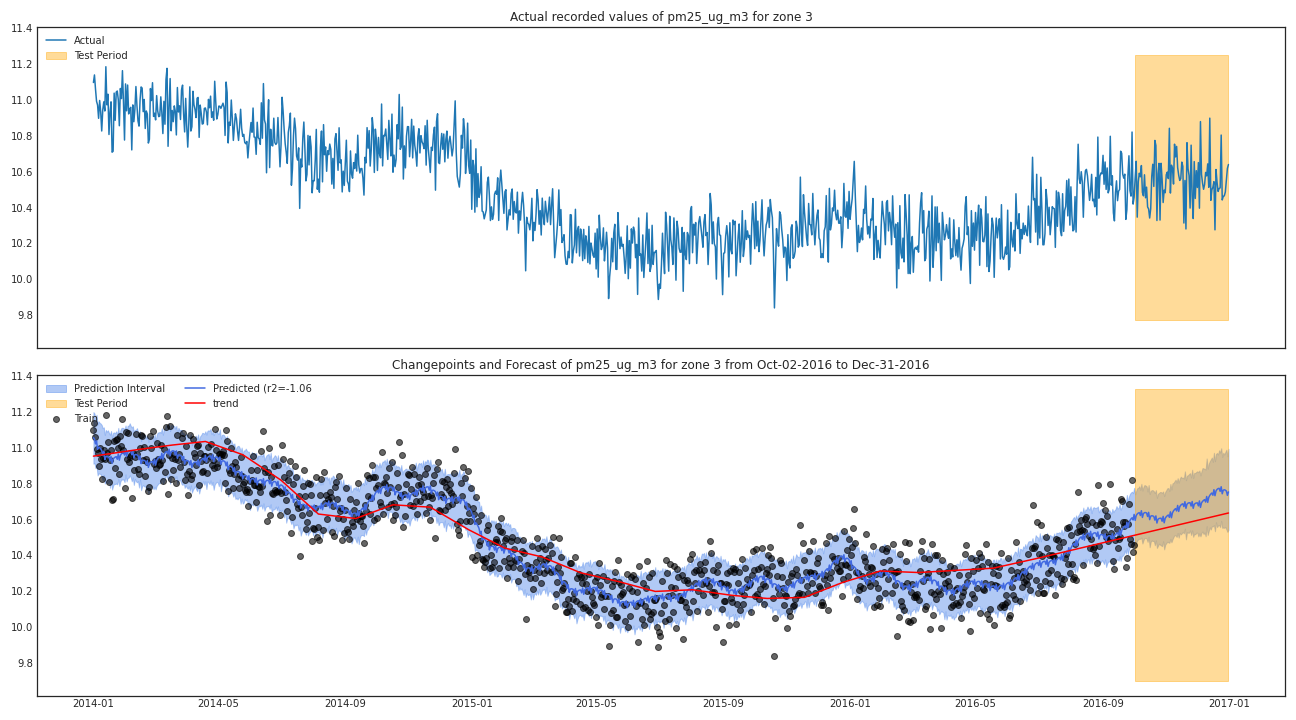 Actual recorded values of pm25_ug_m3 for zone 3
11.4
Actual
Test Period
11.2
11.0
10.8
10.6
10.4
10.2
10.0
9.8
Changepoints and Forecast of pm25_ug_m3 for zone 3 from Oct-02-2016 to Dec-31-2016
11.4
Prediction Interval Predicted (r2=-1.06
Test Period trend
Train
11.2
11.0
10.8
10.6
10.4
10.2
10.0
9.8
2014-01 2014-05 2014-09 2015-01 2015-05 2015-09 2016-01 2016-05 2016-09 2017-01